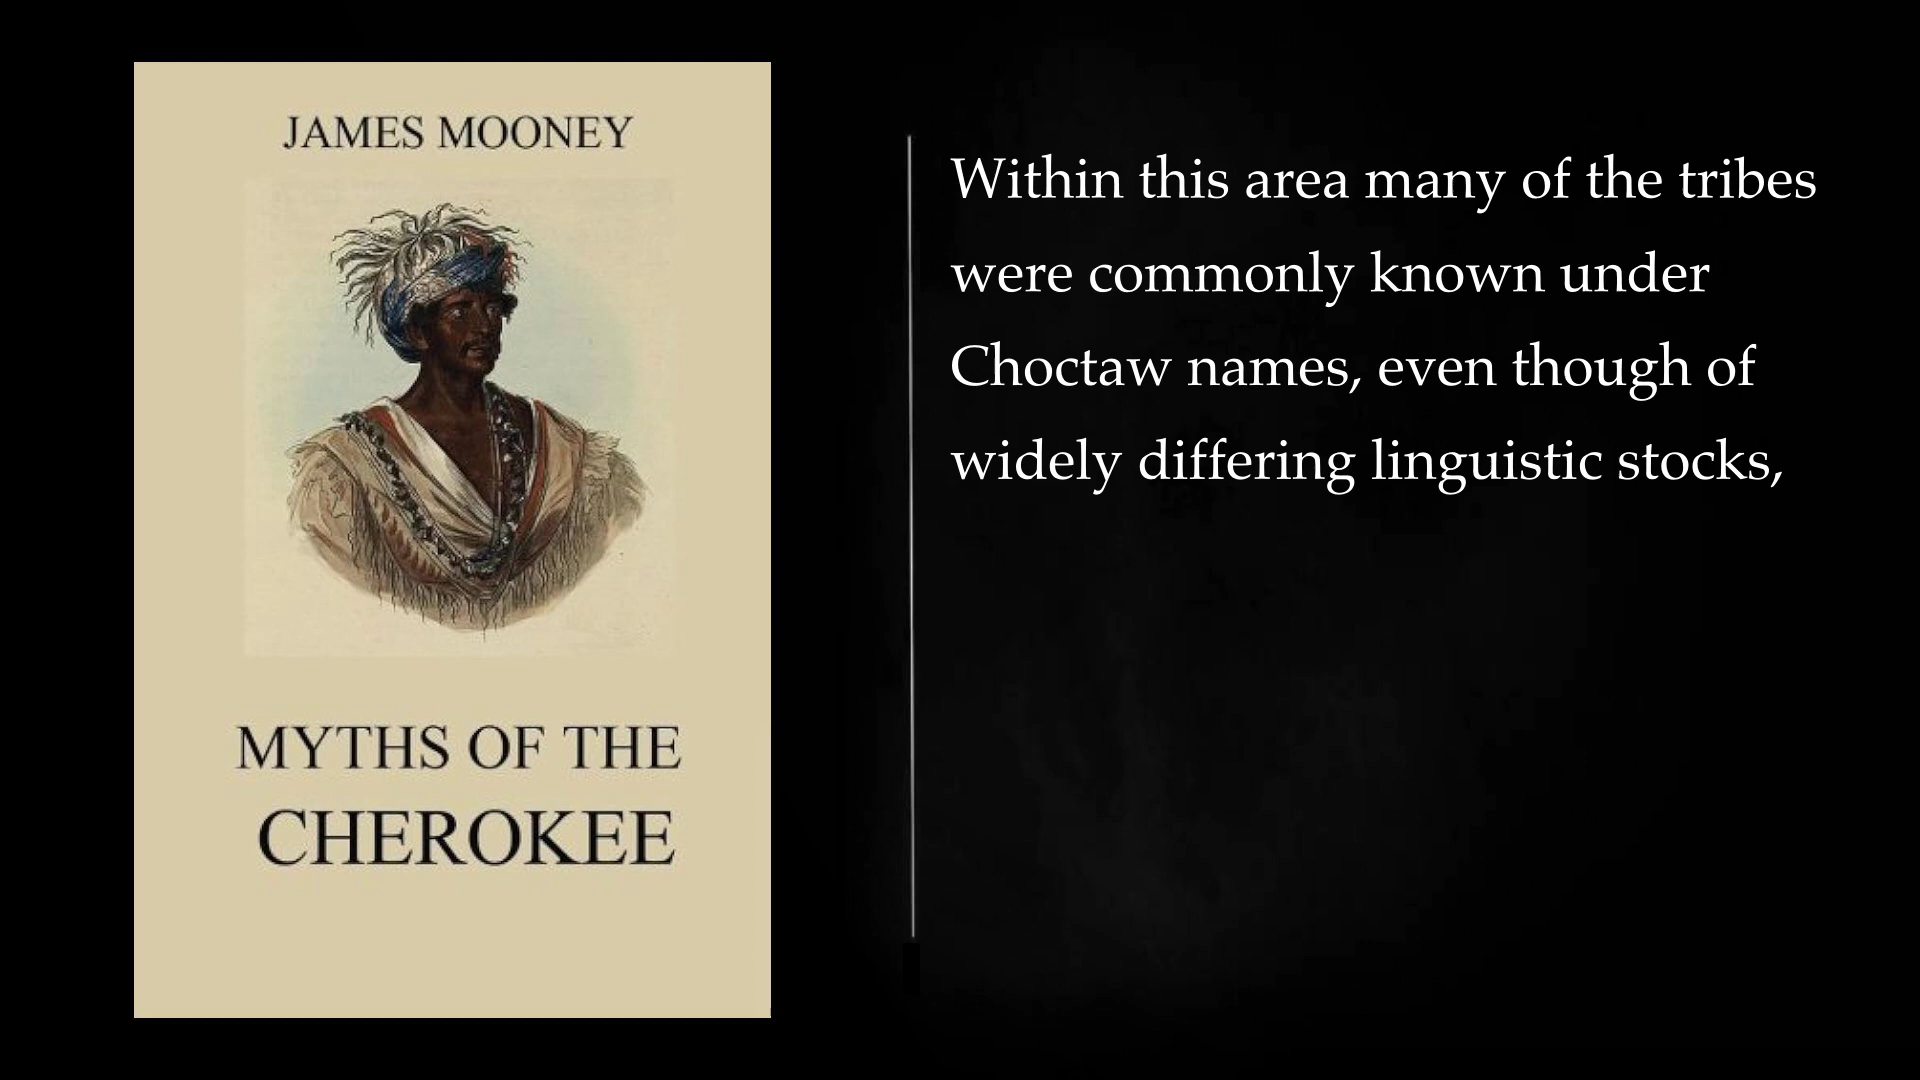 JAMES MOONEY
MYTHS OF THE
CHEROKEE
Within this area many of the tribes
were commonly known under
Choctaw names, even though of
widely differing linguistic stocks,